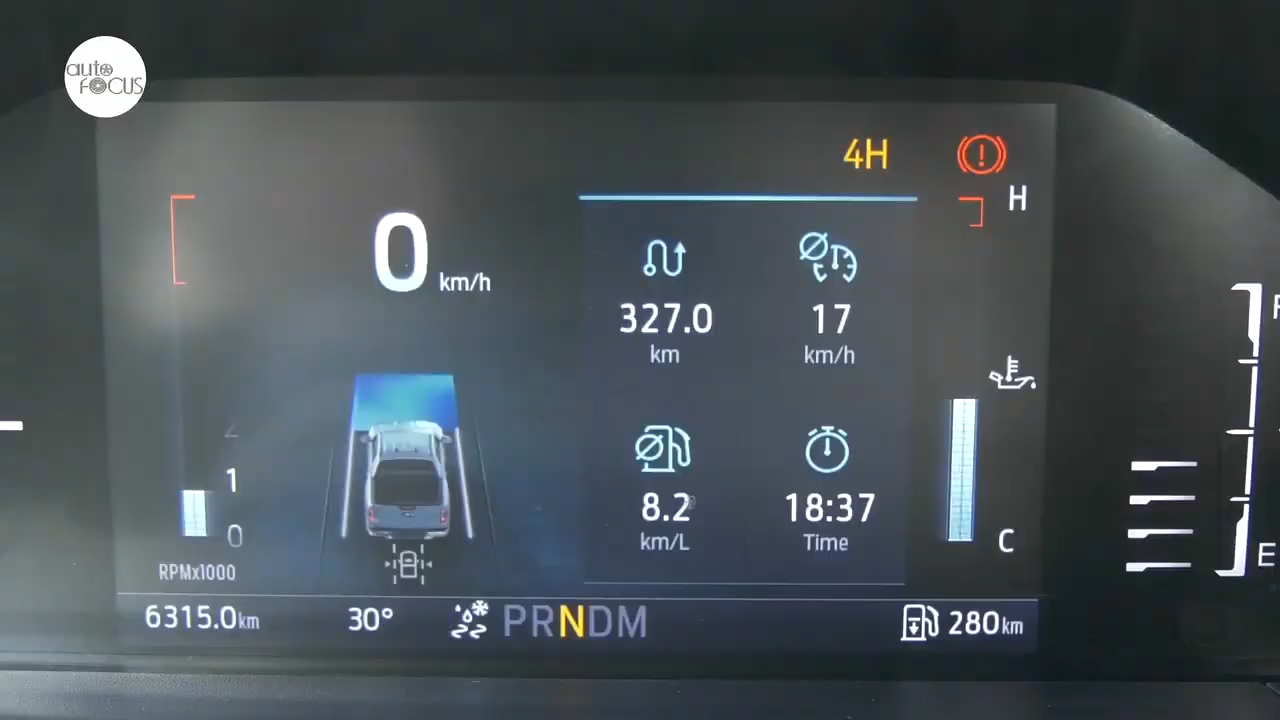 auto
FOCUS
4H
H
0 km/h
327.0
km
17
km/h
2
1
0
8.2
km/L
18:37
Time
C
RPMx1000
6315.0km
30°
PRNDM
280km
F
E